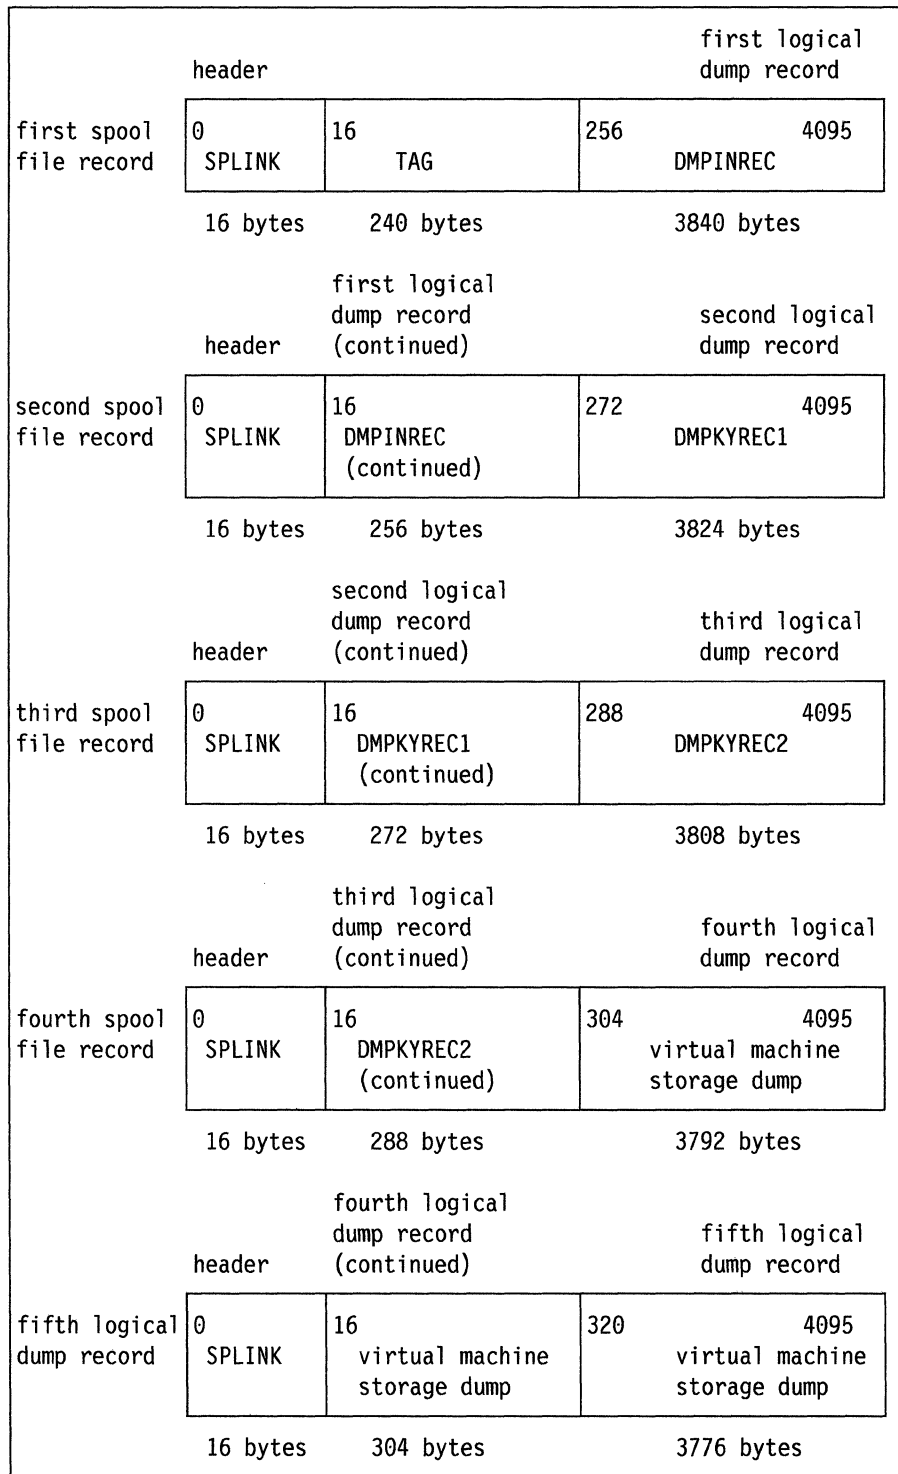 first logical
header dump record
first spool 0 16 256 4095
file record SPLINK TAG DMPINREC
16 bytes 240 bytes 3840 bytes
first logical
dump record second logical
header (continued) dump record
second spool 0 16 272 4095
file record SPLINK DMPINREC DMPKYREC1
(continued)
16 bytes 256 bytes 3824 bytes
second logical
dump record third logical
header (continued) dump record
third spool 0 16 288 4095
file record SPLINK DMPKYREC1 DMPKYREC2
(continued)
16 bytes 272 bytes 3808 bytes
third logical
dump record fourth logical
header (continued) dump record
fourth spool 0 16 304 4095
file record SPLINK DMPKYREC2 virtual machine
(continued) storage dump
16 bytes 288 bytes 3792 bytes
fourth logical
dump record fifth logical
header (continued) dump record
fifth logical 0 16 320 4095
dump record SPLINK virtual machine virtual machine
storage dump storage dump
16 bytes 304 bytes 3776 bytes